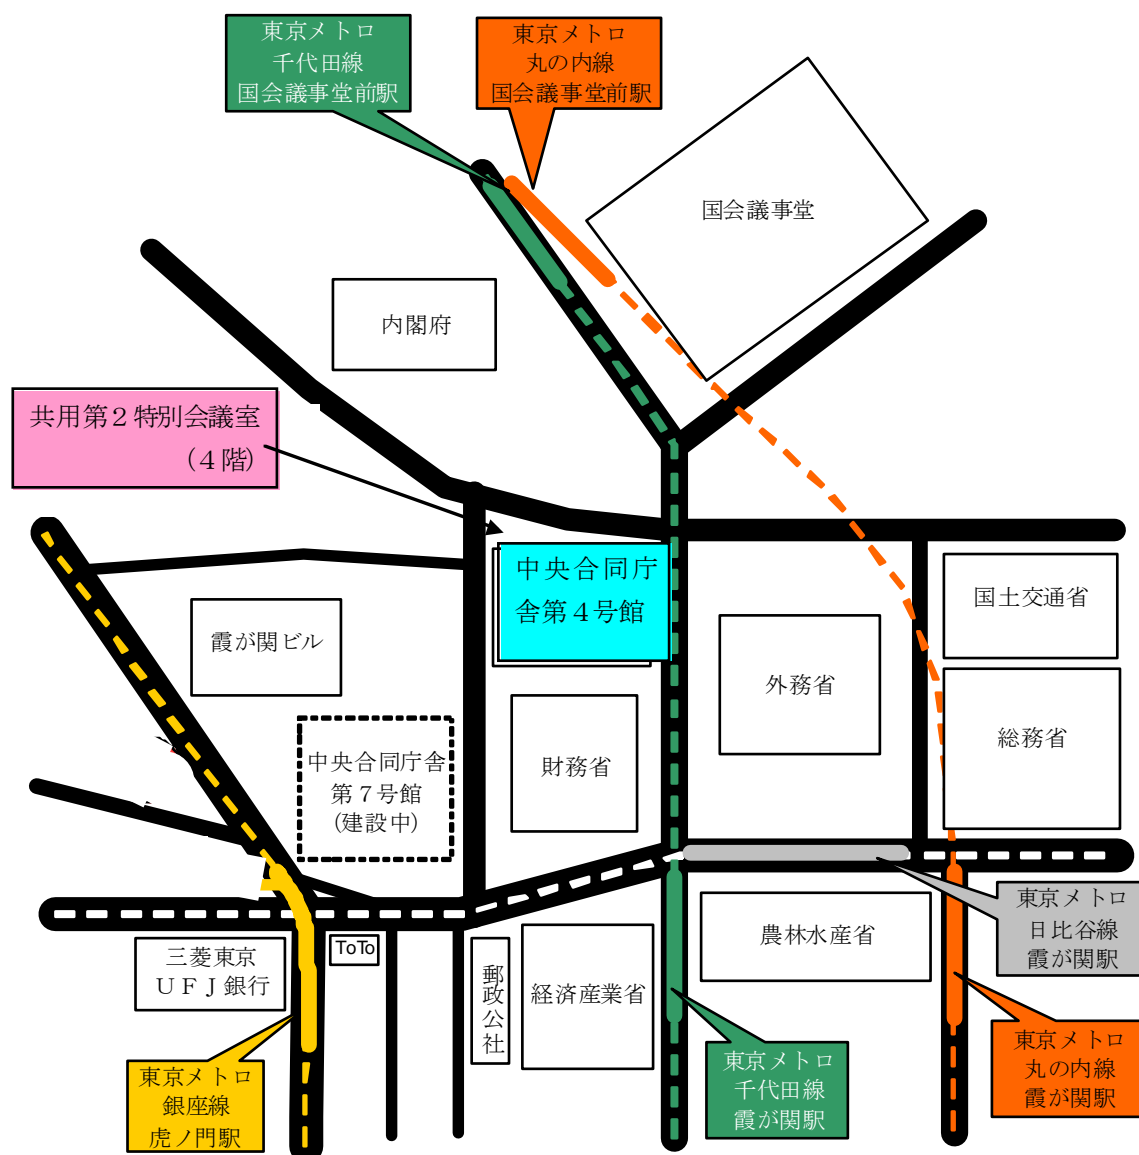 東京メトロ
千代田線
国会議事堂前駅
東京メトロ
丸の内線
国会議事堂前駅
国会議事堂
内閣府
共用第２特別会議室
（４階）
中央合同庁
舎第４号館
国土交通省
霞が関ビル
外務省
総務省
中央合同庁舎
第７号館
(建設中)
財務省
東京メトロ
日比谷線
霞が関駅
農林水産省
三菱東京
ＵＦＪ銀行
ToTo
郵政公社
経済産業省
東京メトロ
銀座線
虎ノ門駅
東京メトロ
千代田線
霞が関駅
東京メトロ
丸の内線
霞が関駅